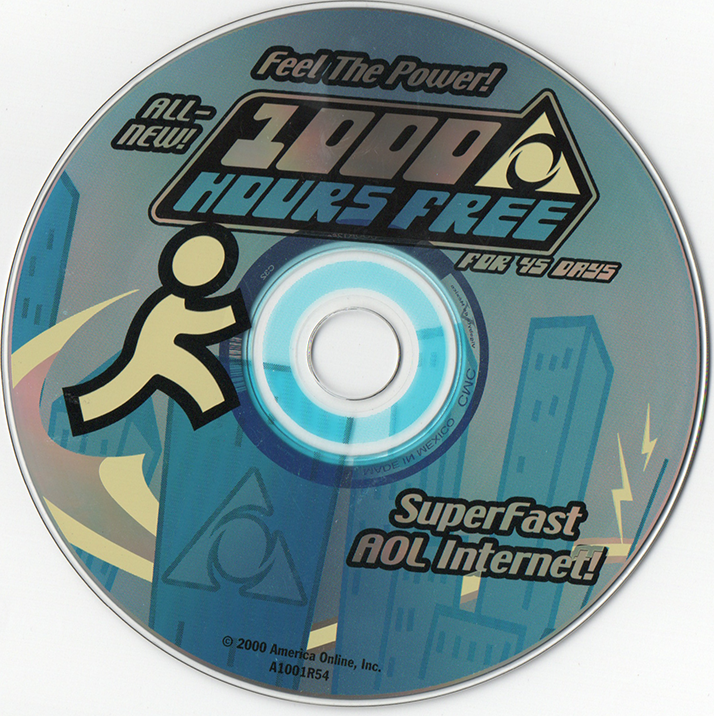 Feel The Power!
ALL-
NEW!
1000
HOURS FREE
FOR 45 DAYS
CMC
MADE IN MEXICO
SuperFast
AOL Internet!
© 2000 America Online, Inc.
A1001R54